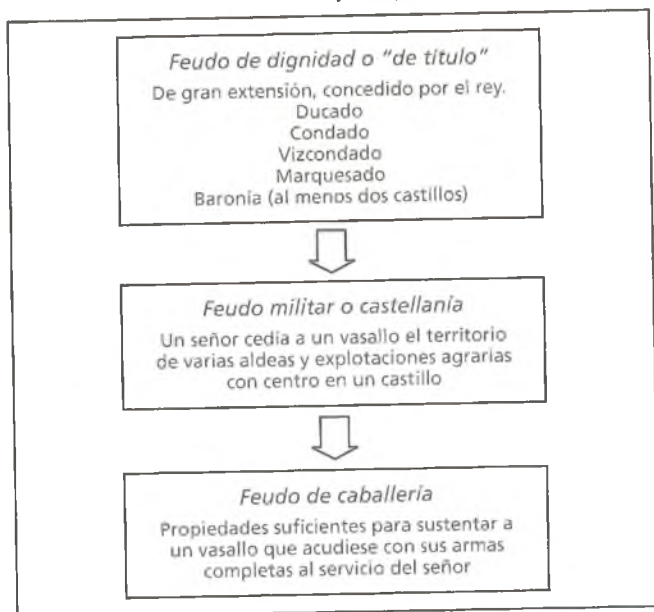 Feudo de dignidad o “de título”
De gran extensión, concedido por el rey.
Ducado
Condado
Vizcondado
Marquesado
Baronía (al menos dos castillos)
Feudo militar o castellanía
Un señor cedía a un vasallo el territorio
de varias aldeas y explotaciones agrarias
con centro en un castillo
Feudo de caballería
Propiedades suficientes para sustentar a
un vasallo que acudiese con sus armas
completas al servicio del señor